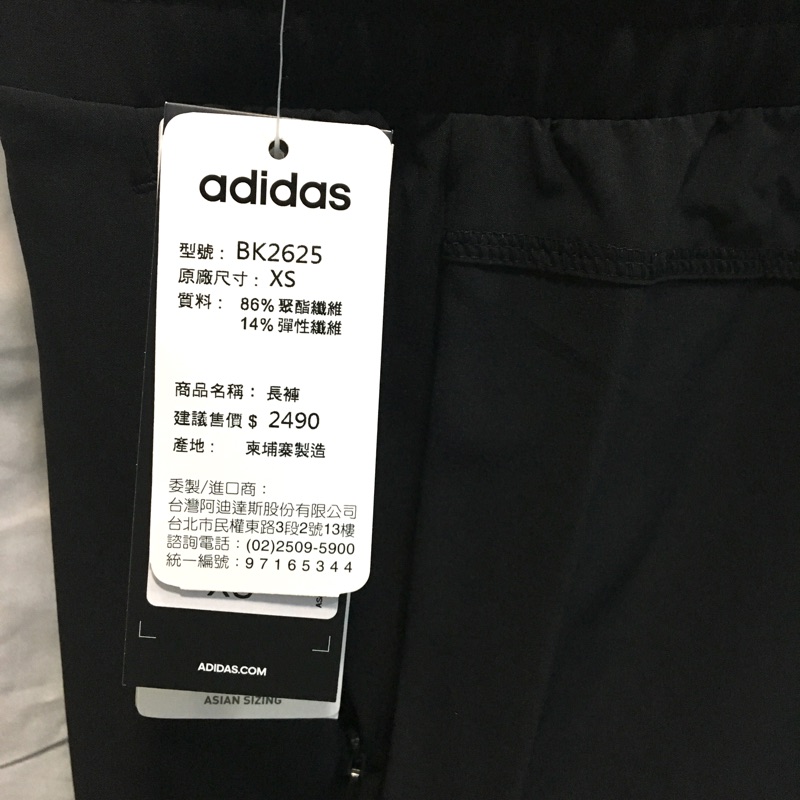 adidas
型號： BK2625
原廠尺寸： XS
質料： 86% 聚酯纖維
14% 彈性纖維
商品名稱： 長褲
建議售價 $ 2490
產地： 柬埔寨製造
委製/進口商：
台灣阿迪達斯股份有限公司
台北市民權東路3段2號13樓
諮詢電話：(02)2509-5900
統一編號：97165344
XS
ADIDAS.COM
ASIAN SIZING